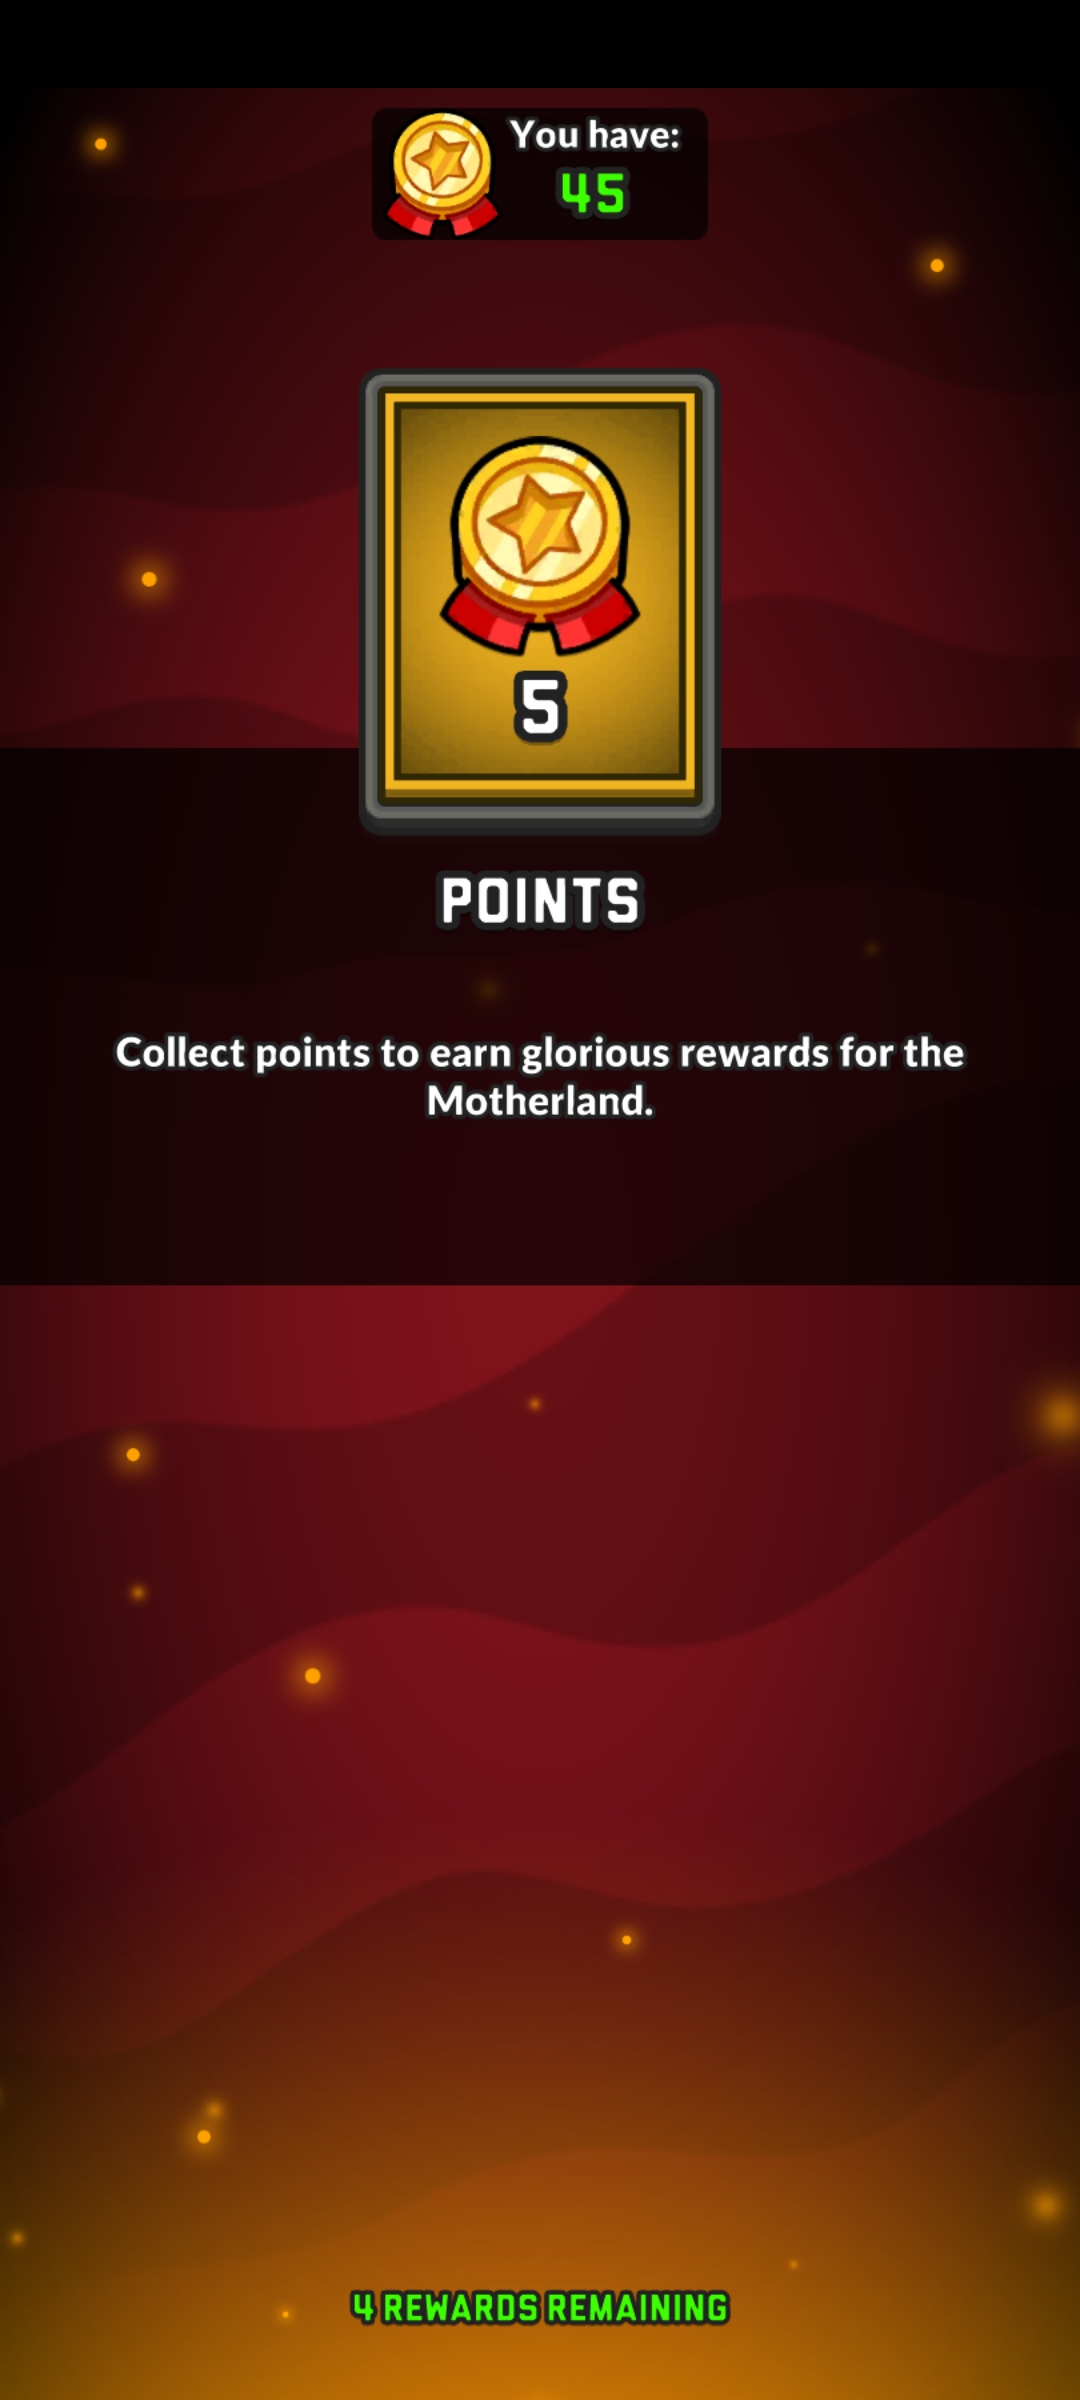 You have:
45
5
POINTS
Collect points to earn glorious rewards for the
Motherland.
4 REWARDS REMAINING